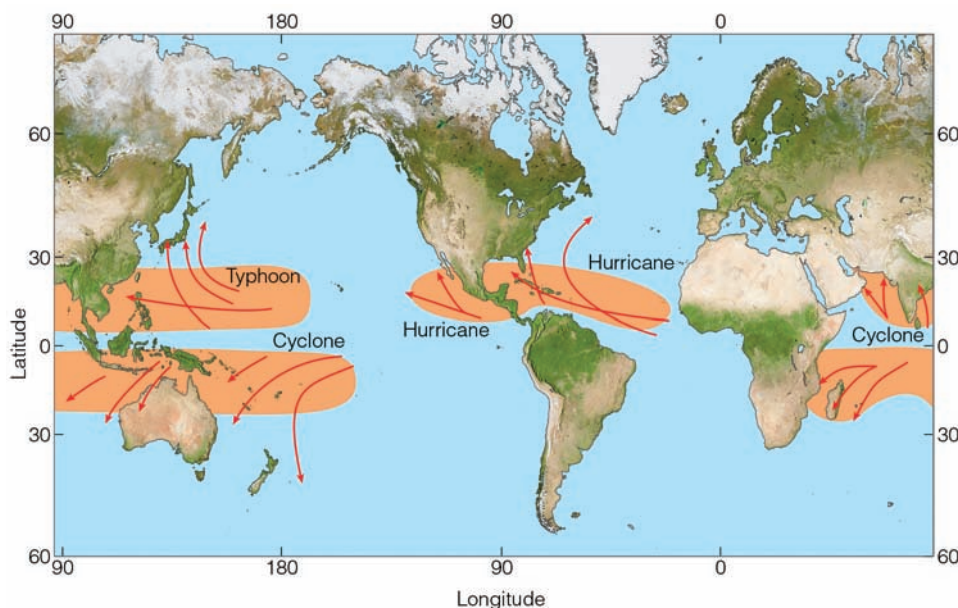 90 180 90 0
60 60
30 30
Typhoon Hurricane
Hurricane
Latitude
0 Cyclone Cyclone 0
30 30
60 60
90 180 90 0
Longitude